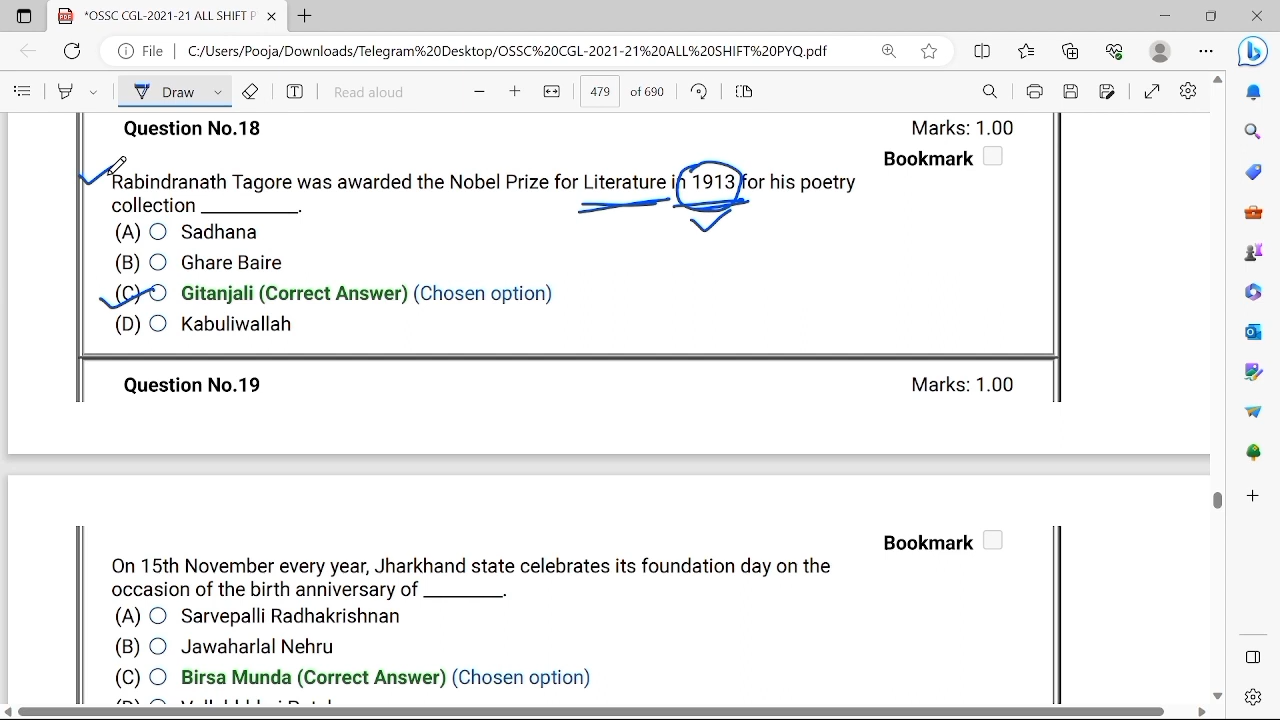 *OSSC CGL-2021-21 ALL SHIFT P
File
C:/Users/Pooja/Downloads/Telegram%20Desktop/OSSC%20CGL-2021-21%20ALL%20SHIFT%20PYQ.pdf
Draw
Read aloud
479 of 690
Question No.18 Marks: 1.00
Bookmark
Rabindranath Tagore was awarded the Nobel Prize for Literature in 1913 for his poetry
collection _________.
(A) Sadhana
(B) Ghare Baire
(C) Gitanjali (Correct Answer) (Chosen option)
(D) Kabuliwallah
Question No.19 Marks: 1.00
Bookmark
On 15th November every year, Jharkhand state celebrates its foundation day on the
occasion of the birth anniversary of ________.
(A) Sarvepalli Radhakrishnan
(B) Jawaharlal Nehru
(C) Birsa Munda (Correct Answer) (Chosen option)